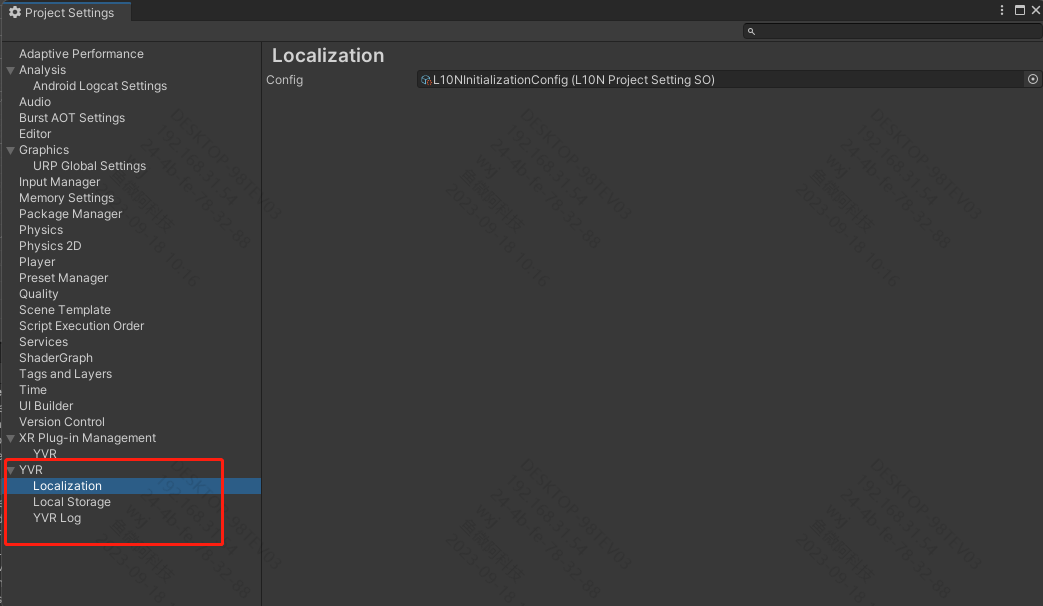 Project Settings
Adaptive Performance
Analysis
Android Logcat Settings
Audio
Burst AOT Settings
Editor
Graphics
URP Global Settings
Input Manager
Memory Settings
Package Manager
Physics
Physics 2D
Player
Preset Manager
Quality
Scene Template
Script Execution Order
Services
ShaderGraph
Tags and Layers
Time
UI Builder
Version Control
XR Plug-in Management
YVR
YVR
Localization
Local Storage
YVR Log
Localization
Config
L10NInitializationConfig (L10N Project Setting SO)